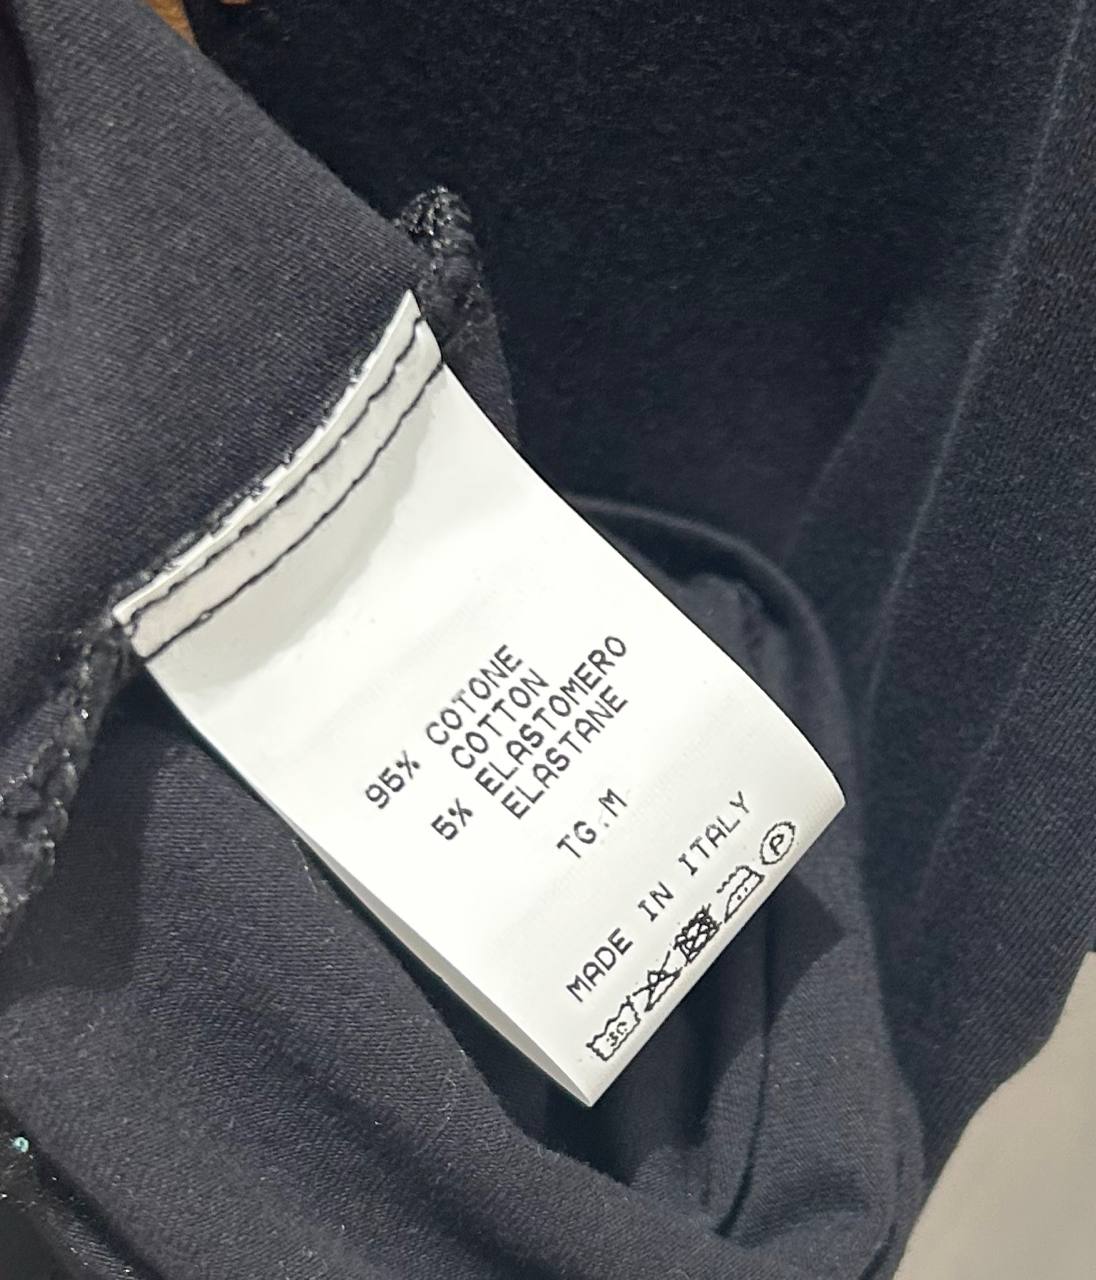 95% COTONE
COTTON
5% ELASTOMERO
ELASTANE
TG.M
MADE IN ITALY
30 P